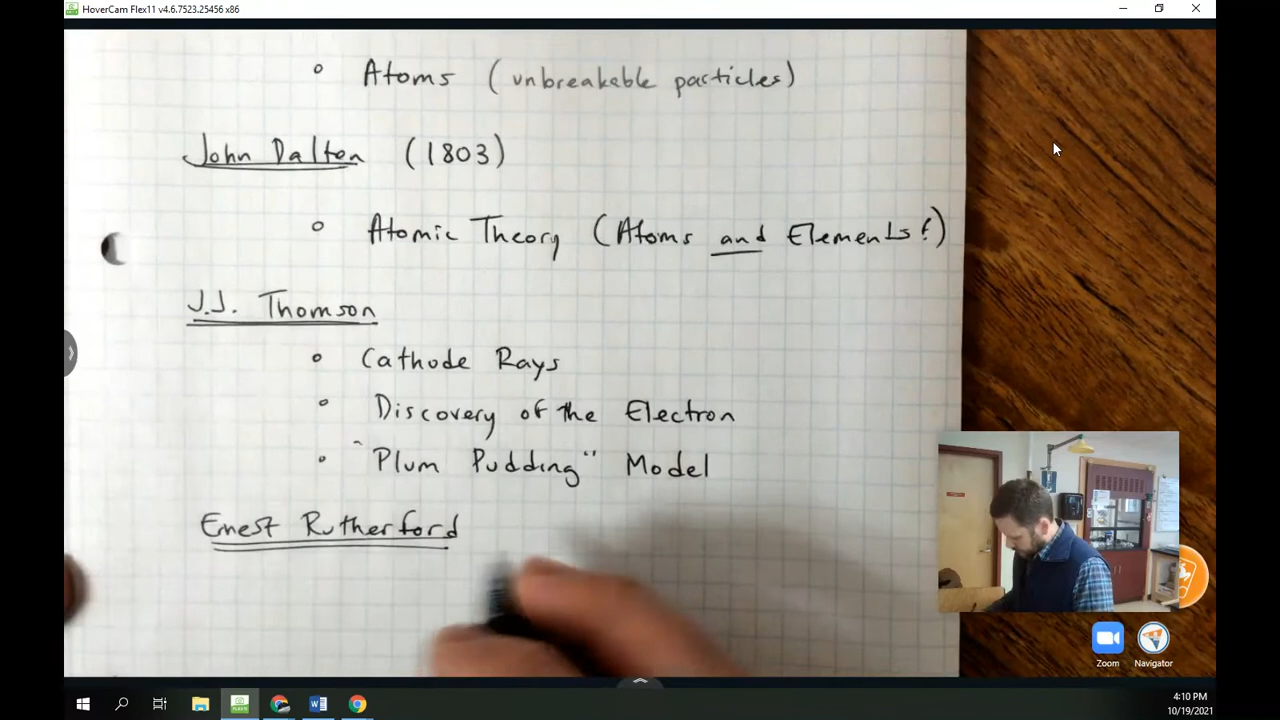 HoverCam Flex11 v4.6.7523.25456 x86
Atoms (unbreakable particles)
John Dalton (1803)
Atomic Theory (Atoms and Elements!)
J.J. Thomson
Cathode Rays
Discovery of the Electron
"Plum Pudding" Model
Ernest Rutherford
Zoom
Navigator
4:10 PM
10/19/2021